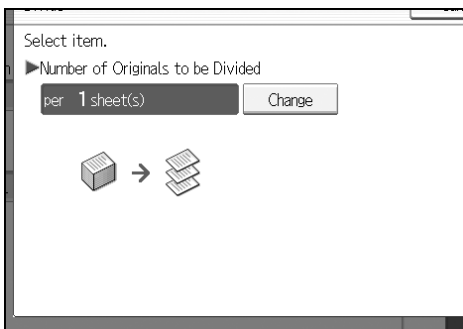 Select item.
▶Number of Originals to be Divided
per 1 sheet(s) Change